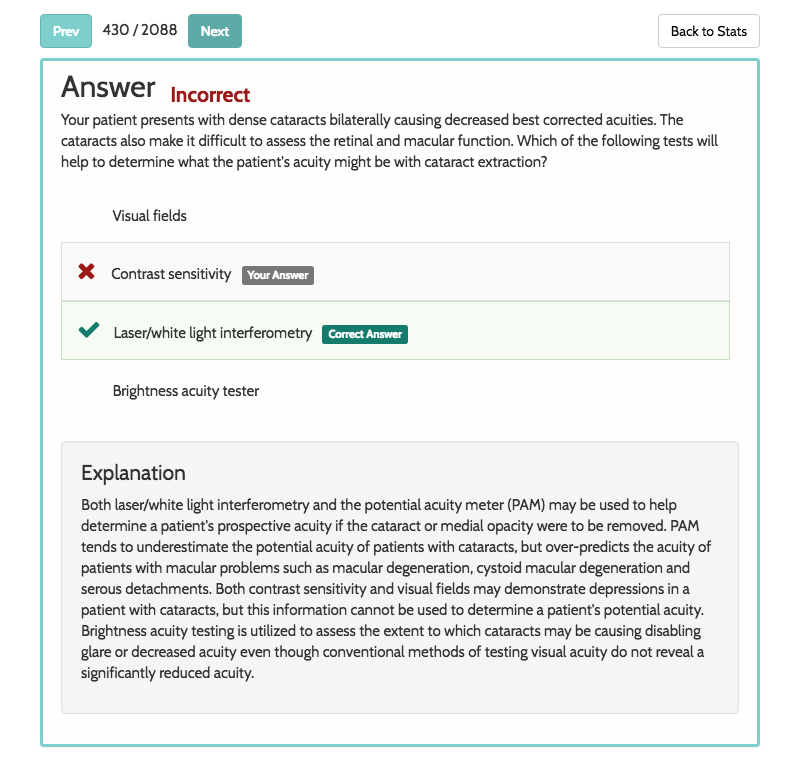 Prev 430 / 2088 Next Back to Stats
Answer Incorrect
Your patient presents with dense cataracts bilaterally causing decreased best corrected acuities. The
cataracts also make it difficult to assess the retinal and macular function. Which of the following tests will
help to determine what the patient's acuity might be with cataract extraction?
Visual fields
Contrast sensitivity Your Answer
Laser/white light interferometry Correct Answer
Brightness acuity tester
Explanation
Both laser/white light interferometry and the potential acuity meter (PAM) may be used to help
determine a patient's prospective acuity if the cataract or medial opacity were to be removed. PAM
tends to underestimate the potential acuity of patients with cataracts, but over-predicts the acuity of
patients with macular problems such as macular degeneration, cystoid macular degeneration and
serous detachments. Both contrast sensitivity and visual fields may demonstrate depressions in a
patient with cataracts, but this information cannot be used to determine a patient's potential acuity.
Brightness acuity testing is utilized to assess the extent to which cataracts may be causing disabling
glare or decreased acuity even though conventional methods of testing visual acuity do not reveal a
significantly reduced acuity.